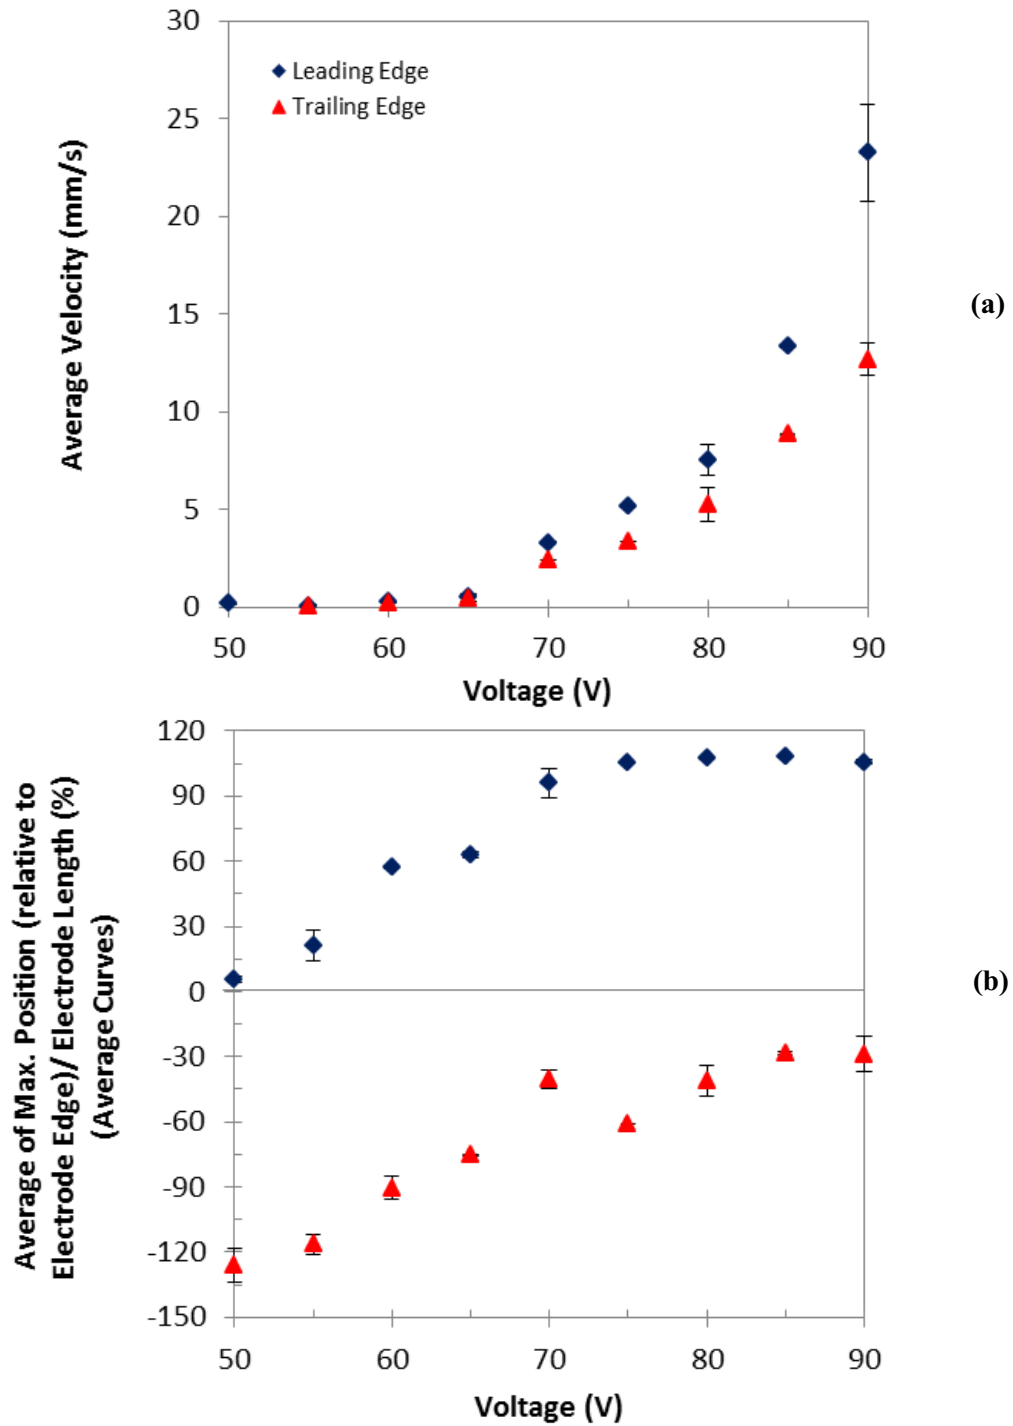 30
25
20
15
10
5
0
Average Velocity (mm/s)
Leading Edge
Trailing Edge
50 60 70 80 90
Voltage (V)
(a)
120
90
60
30
0
-30
-60
-90
-120
-150
Average of Max. Position (relative to
Electrode Edge)/ Electrode Length (%)
(Average Curves)
50 60 70 80 90
Voltage (V)
(b)